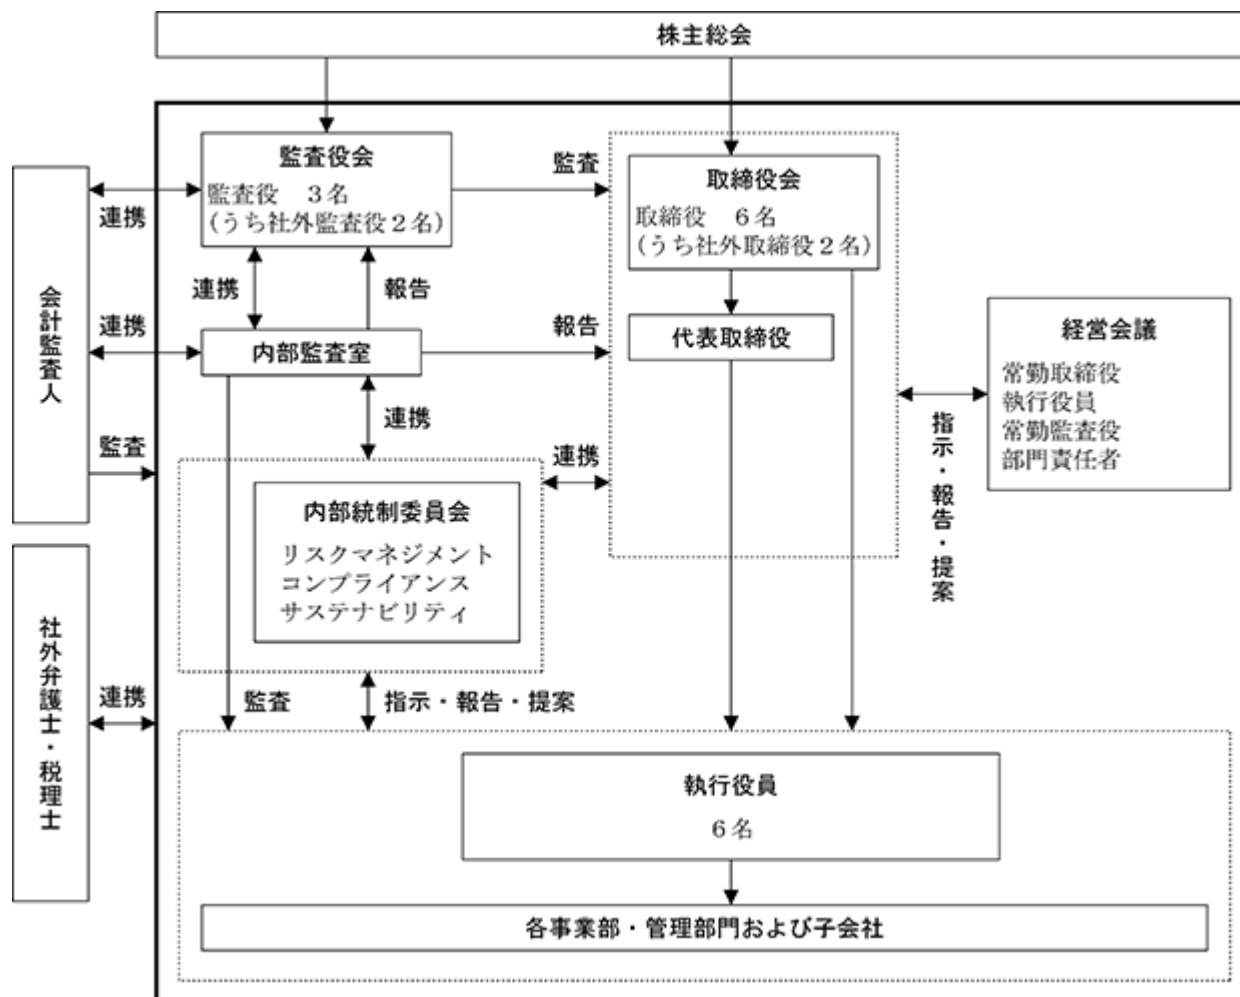 株主総会
監査役会
監査役　３名
(うち社外監査役２名)
監査
取締役会
取締役　６名
(うち社外取締役２名)
連携
連携
報告
会計監査人
連携
内部監査室
報告
代表取締役
経営会議
常勤取締役
執行役員
常勤監査役
部門責任者
指示・報告・提案
連携
監査
連携
内部統制委員会
リスクマネジメント
コンプライアンス
サステナビリティ
社外弁護士・税理士
連携
監査
指示・報告・提案
執行役員
６名
各事業部・管理部門および子会社